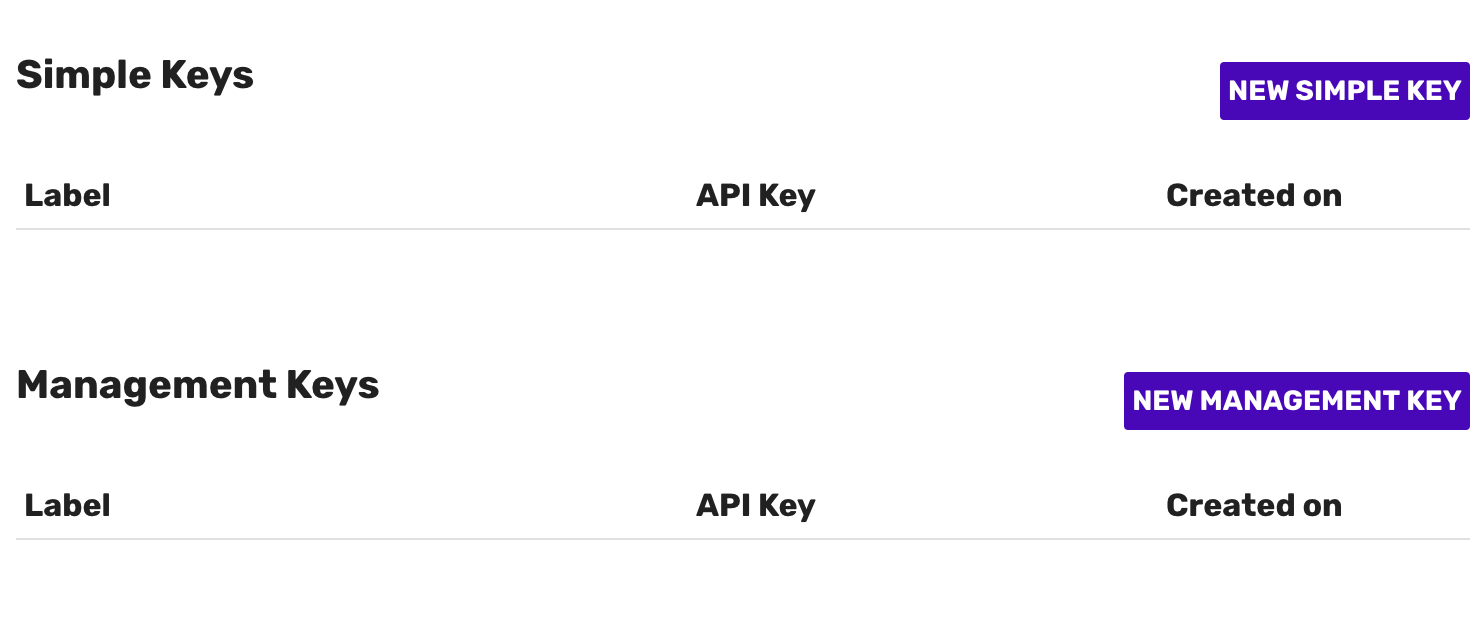 Simple Keys
NEW SIMPLE KEY
Label API Key Created on
Management Keys
NEW MANAGEMENT KEY
Label API Key Created on